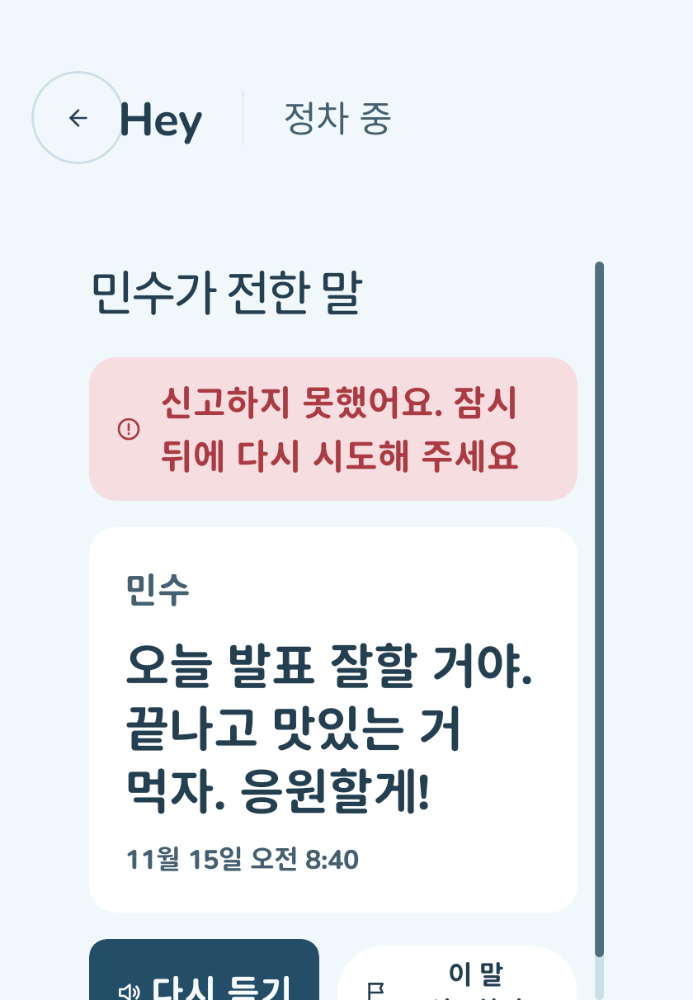 Hey
정차 중
민수가 전한 말
신고하지 못했어요. 잠시
뒤에 다시 시도해 주세요
민수
오늘 발표 잘할 거야.
끝나고 맛있는 거
먹자. 응원할게!
11월 15일 오전 8:40
다시 듣기
이 말